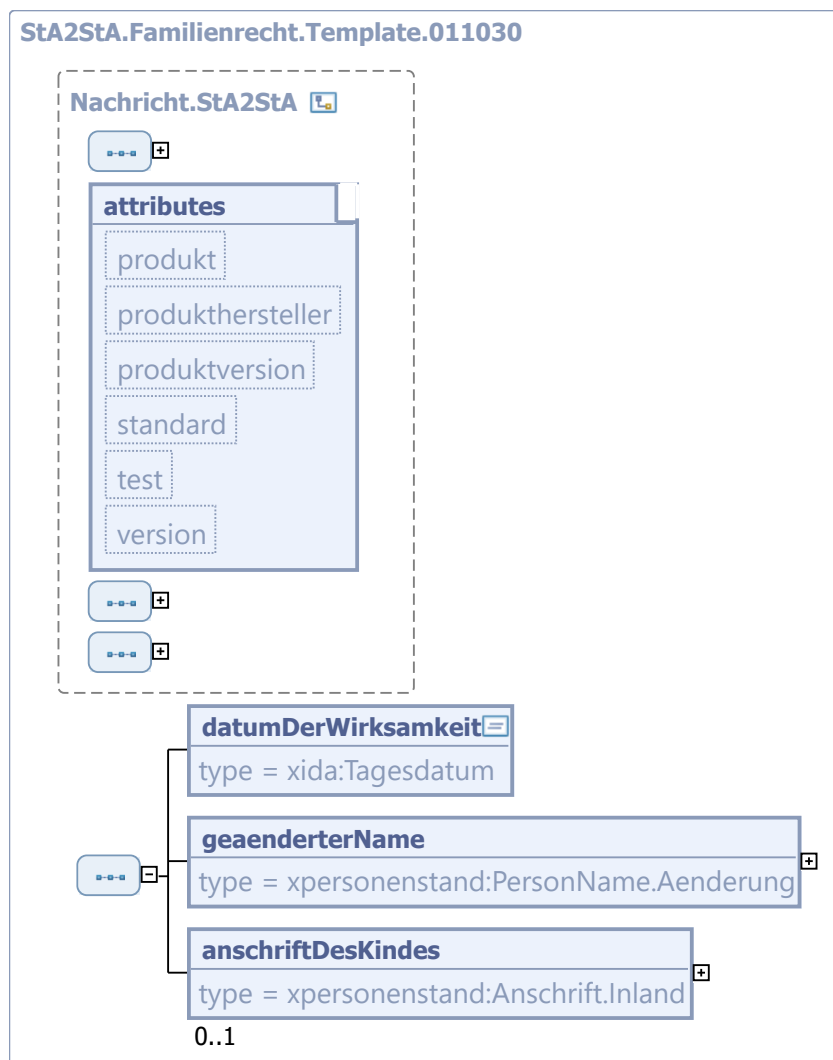 StA2StA.Familienrecht.Template.011030
Nachricht.StA2StA
attributes
produkt
produkthersteller
produktversion
standard
test
version
datumDerWirksamkeit
type = xida:Tagesdatum
geaenderterName
type = xpersonenstand:PersonName.Aenderung
anschriftDesKindes
type = xpersonenstand:Anschrift.Inland
0..1